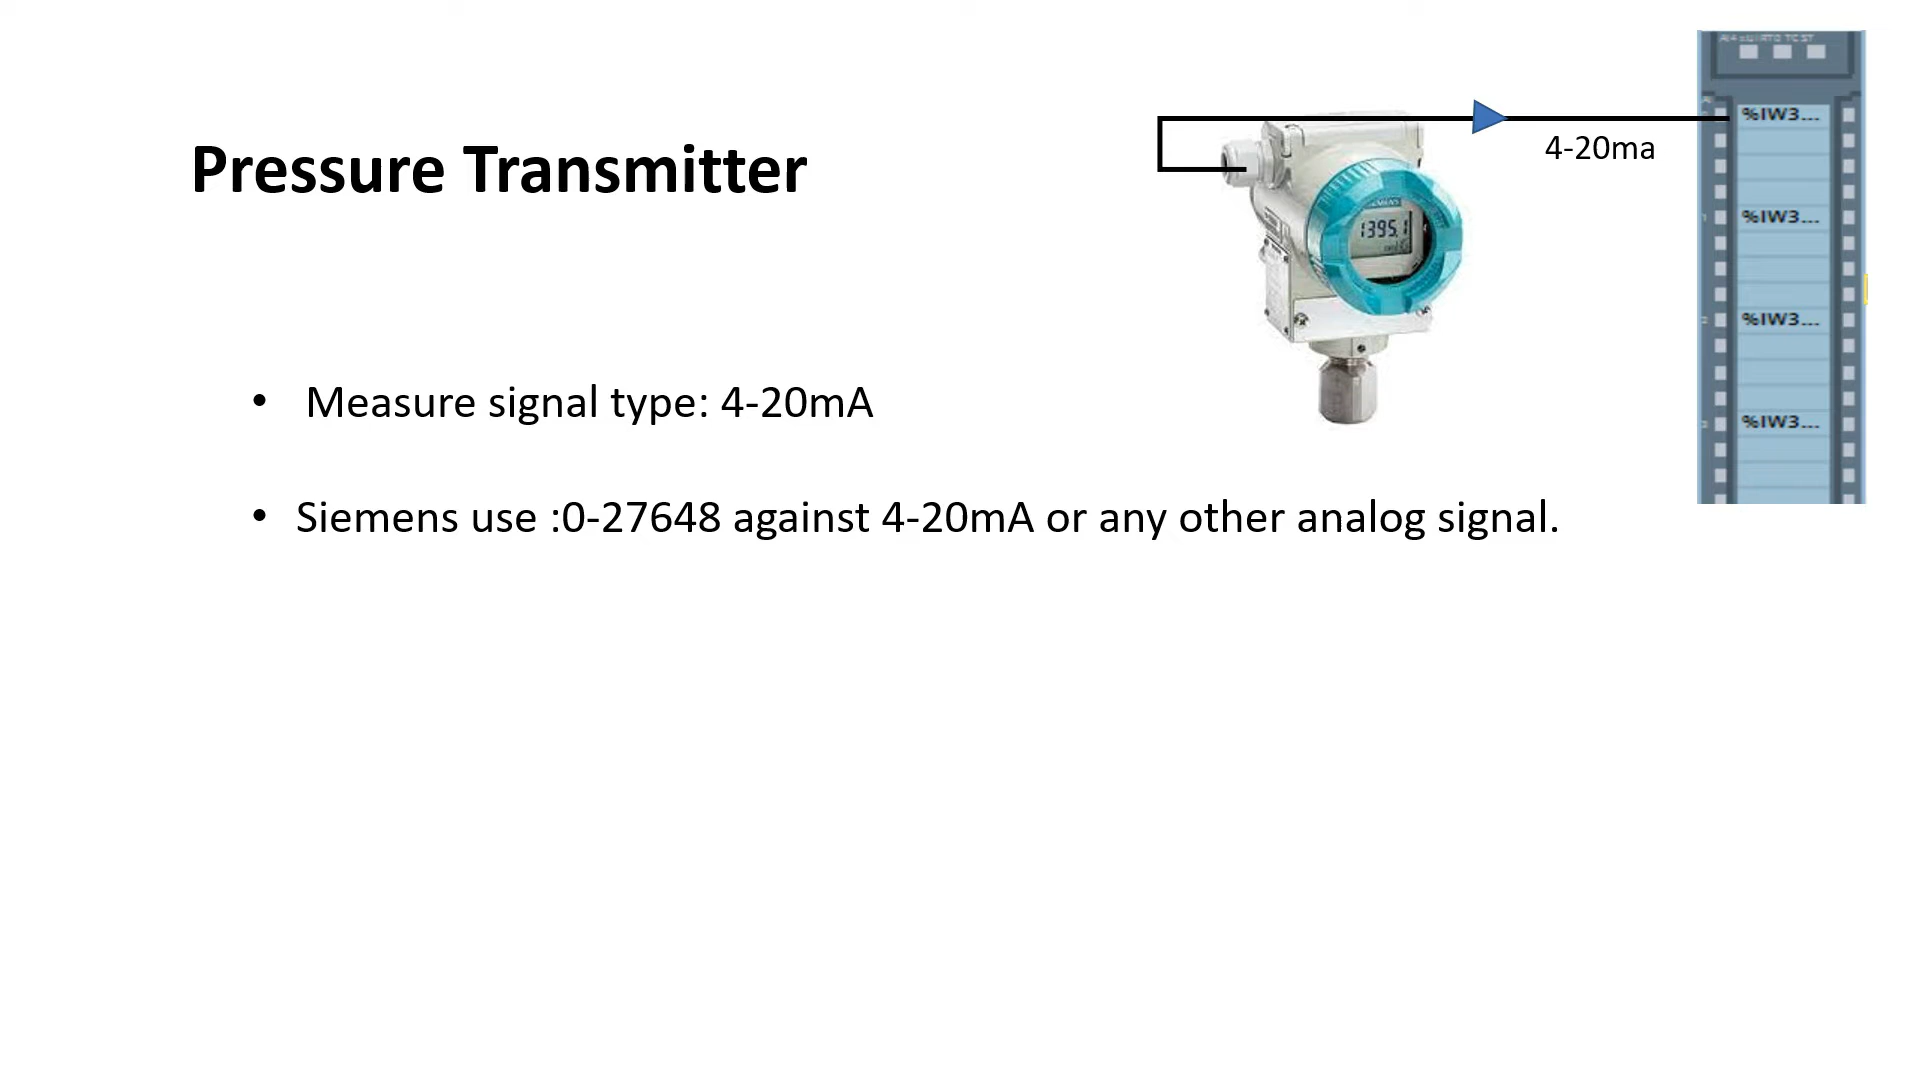 Pressure Transmitter
4-20ma
1395.1
%IW3...
%IW3...
%IW3...
%IW3...
• Measure signal type: 4-20mA
• Siemens use :0-27648 against 4-20mA or any other analog signal.